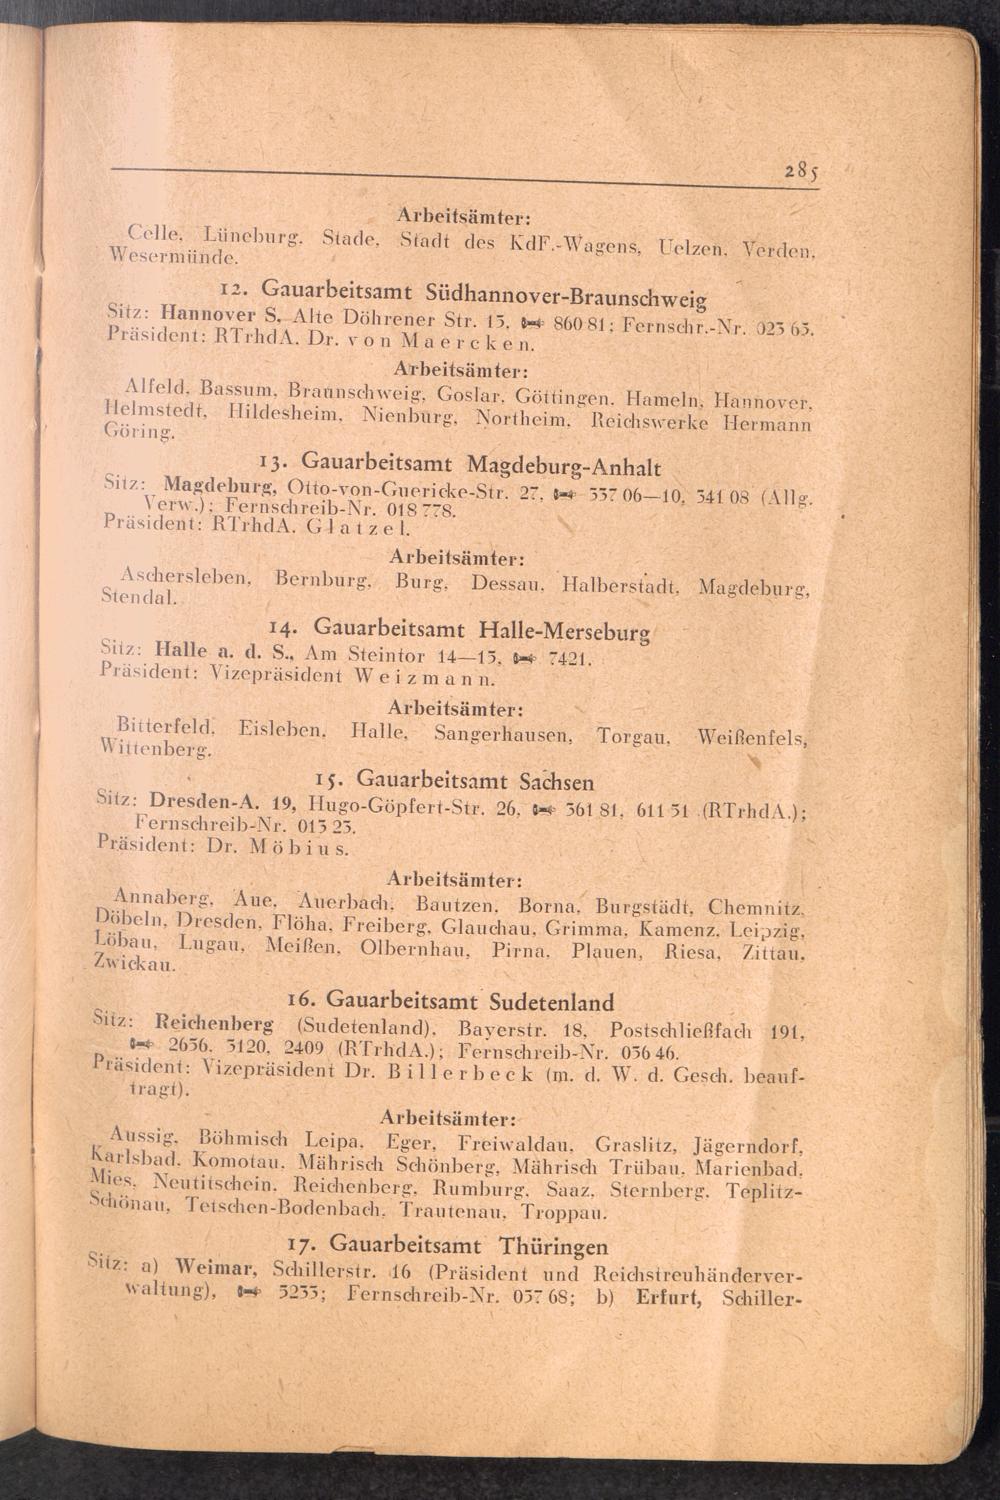 285
Arbeitsämter:
Celle, Lüneburg, Stade, Stadt des KdF.-Wagens, Uelzen, Verden,
Wesermünde.
12. Gauarbeitsamt Südhannover-Braunschweig
Sitz: Hannover S, Alte Döhrener Str. 15, 860 81; Fernschr.-Nr. 023 63.
Präsident: RTrhdA. Dr. von Maercken.
Arbeitsämter:
Alfeld, Bassum, Braunschweig, Goslar, Göttingen, Hameln, Hannover,
Helmstedt, Hildesheim, Nienburg, Northeim, Reichswerke Hermann
Göring.
13. Gauarbeitsamt Magdeburg-Anhalt
Sitz: Magdeburg, Otto-von-Guericke-Str. 27, 337 06—10, 341 08 (Allg.
Verw.); Fernschreib-Nr. 018 778.
Präsident: RTrhdA. Glatzel.
Arbeitsämter:
Aschersleben, Bernburg, Burg, Dessau, Halberstadt, Magdeburg,
Stendal.
14. Gauarbeitsamt Halle-Merseburg
Sitz: Halle a. d. S., Am Steintor 14—15, 7421.
Präsident: Vizepräsident Weizmann.
Arbeitsämter:
Bitterfeld, Eisleben, Halle, Sangerhausen, Torgau, Weißenfels,
Wittenberg.
15. Gauarbeitsamt Sachsen
Sitz: Dresden-A. 19, Hugo-Göpfert-Str. 26, 361 81, 611 31 (RTrhdA.);
Fernschreib-Nr. 013 23.
Präsident: Dr. Möbius.
Arbeitsämter:
Annaberg, Aue, Auerbach, Bautzen, Borna, Burgstädt, Chemnitz,
Döbeln, Dresden, Flöha, Freiberg, Glauchau, Grimma, Kamenz, Leipzig,
Löbau, Lugau, Meißen, Olbernhau, Pirna, Plauen, Riesa, Zittau,
Zwickau.
16. Gauarbeitsamt Sudetenland
Sitz: Reichenberg (Sudetenland), Bayerstr. 18, Postschließfach 191,
2636, 3120, 2409 (RTrhdA.); Fernschreib-Nr. 036 46.
Präsident: Vizepräsident Dr. Billerbeck (m. d. W. d. Gesch. beauf-
tragt).
Arbeitsämter:
Aussig, Böhmisch Leipa, Eger, Freiwaldau, Graslitz, Jägerndorf,
Karlsbad, Komotau, Mährisch Schönberg, Mährisch Trübau, Marienbad,
Mies, Neutitschein, Reichenberg, Rumburg, Saaz, Sternberg, Teplitz-
Schönau, Tetschen-Bodenbach, Trautenau, Troppau.
17. Gauarbeitsamt Thüringen
Sitz: a) Weimar, Schillerstr. 16 (Präsident und Reichstreuhänderver-
waltung), 3233; Fernschreib-Nr. 037 68; b) Erfurt, Schiller-